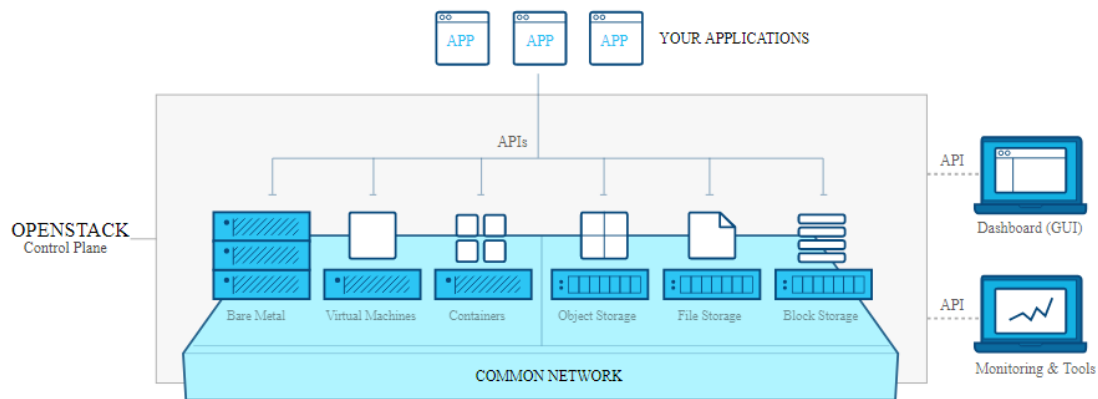 APP APP APP YOUR APPLICATIONS
APIs
API
OPENSTACK
Control Plane
Dashboard (GUI)
Bare Metal Virtual Machines Containers Object Storage File Storage Block Storage
API
Monitoring & Tools
COMMON NETWORK